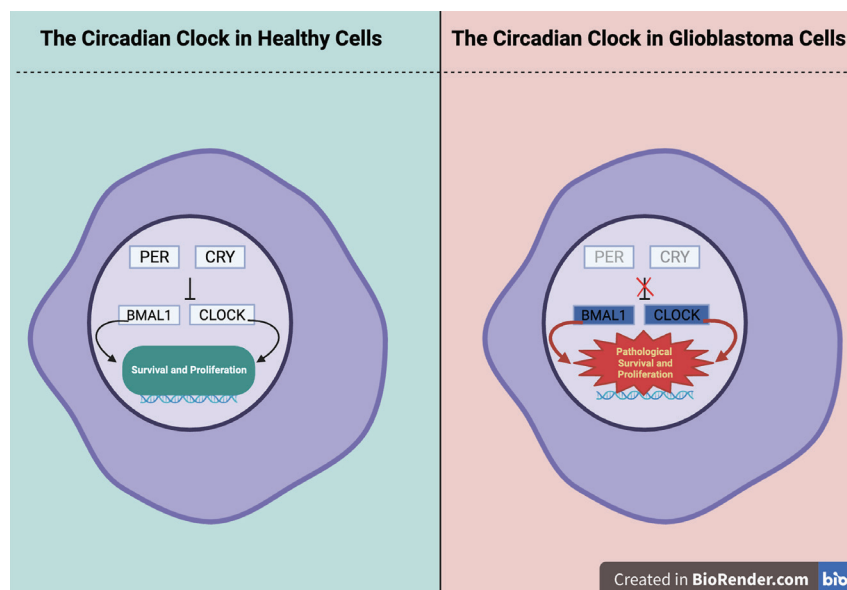 The Circadian Clock in Healthy Cells
The Circadian Clock in Glioblastoma Cells
PER
CRY
BMAL1
CLOCK
Survival and Proliferation
PER
CRY
BMAL1
CLOCK
Pathological
Survival and
Proliferation
Created in BioRender.com
bio